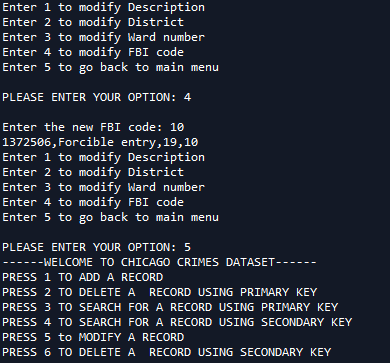 Enter 1 to modify Description
Enter 2 to modify District
Enter 3 to modify Ward number
Enter 4 to modify FBI code
Enter 5 to go back to main menu
PLEASE ENTER YOUR OPTION: 4
Enter the new FBI code: 10
1372506,Forcible entry,19,10
Enter 1 to modify Description
Enter 2 to modify District
Enter 3 to modify Ward number
Enter 4 to modify FBI code
Enter 5 to go back to main menu
PLEASE ENTER YOUR OPTION: 5
------WELCOME TO CHICAGO CRIMES DATASET------
PRESS 1 TO ADD A RECORD
PRESS 2 TO DELETE A  RECORD USING PRIMARY KEY
PRESS 3 TO SEARCH FOR A RECORD USING PRIMARY KEY
PRESS 4 TO SEARCH FOR A RECORD USING SECONDARY KEY
PRESS 5 to MODIFY A RECORD
PRESS 6 TO DELETE A  RECORD USING SECONDARY KEY